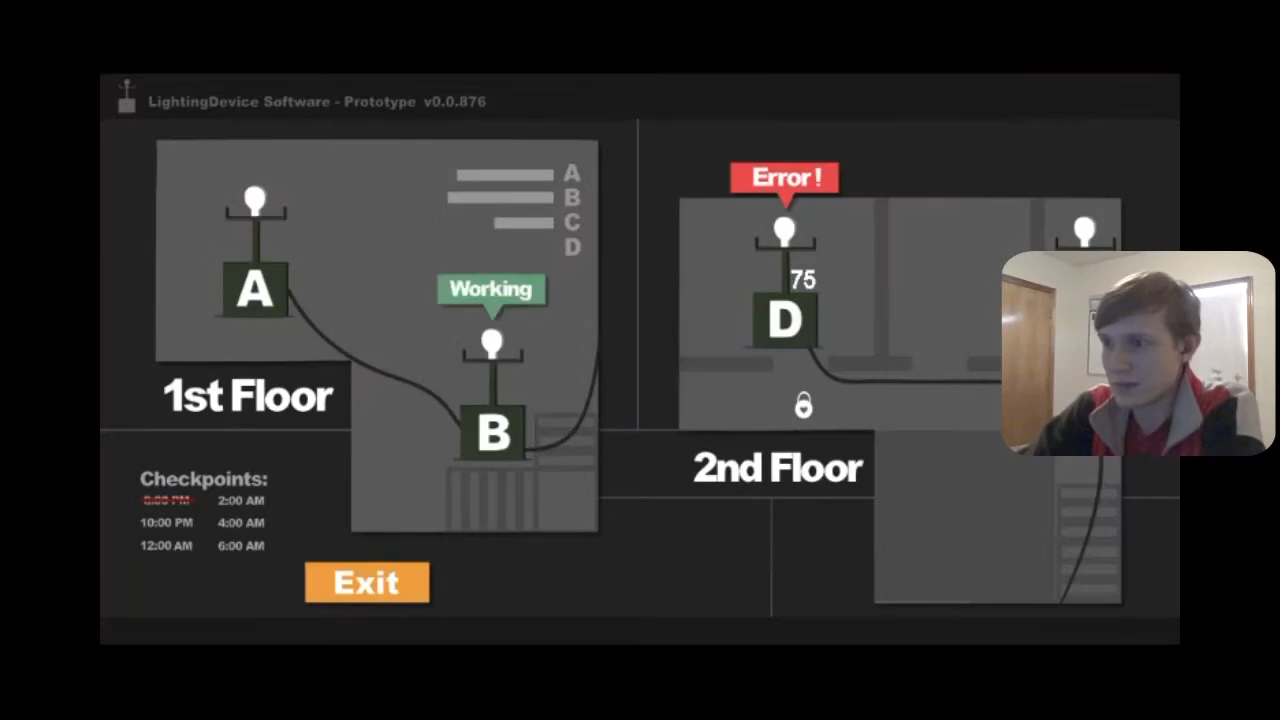 LightingDevice Software - Prototype v0.0.876
A
B
C
D
A
Working
B
1st Floor
Checkpoints:
8:00 PM 2:00 AM
10:00 PM 4:00 AM
12:00 AM 6:00 AM
Exit
Error!
75
D
2nd Floor